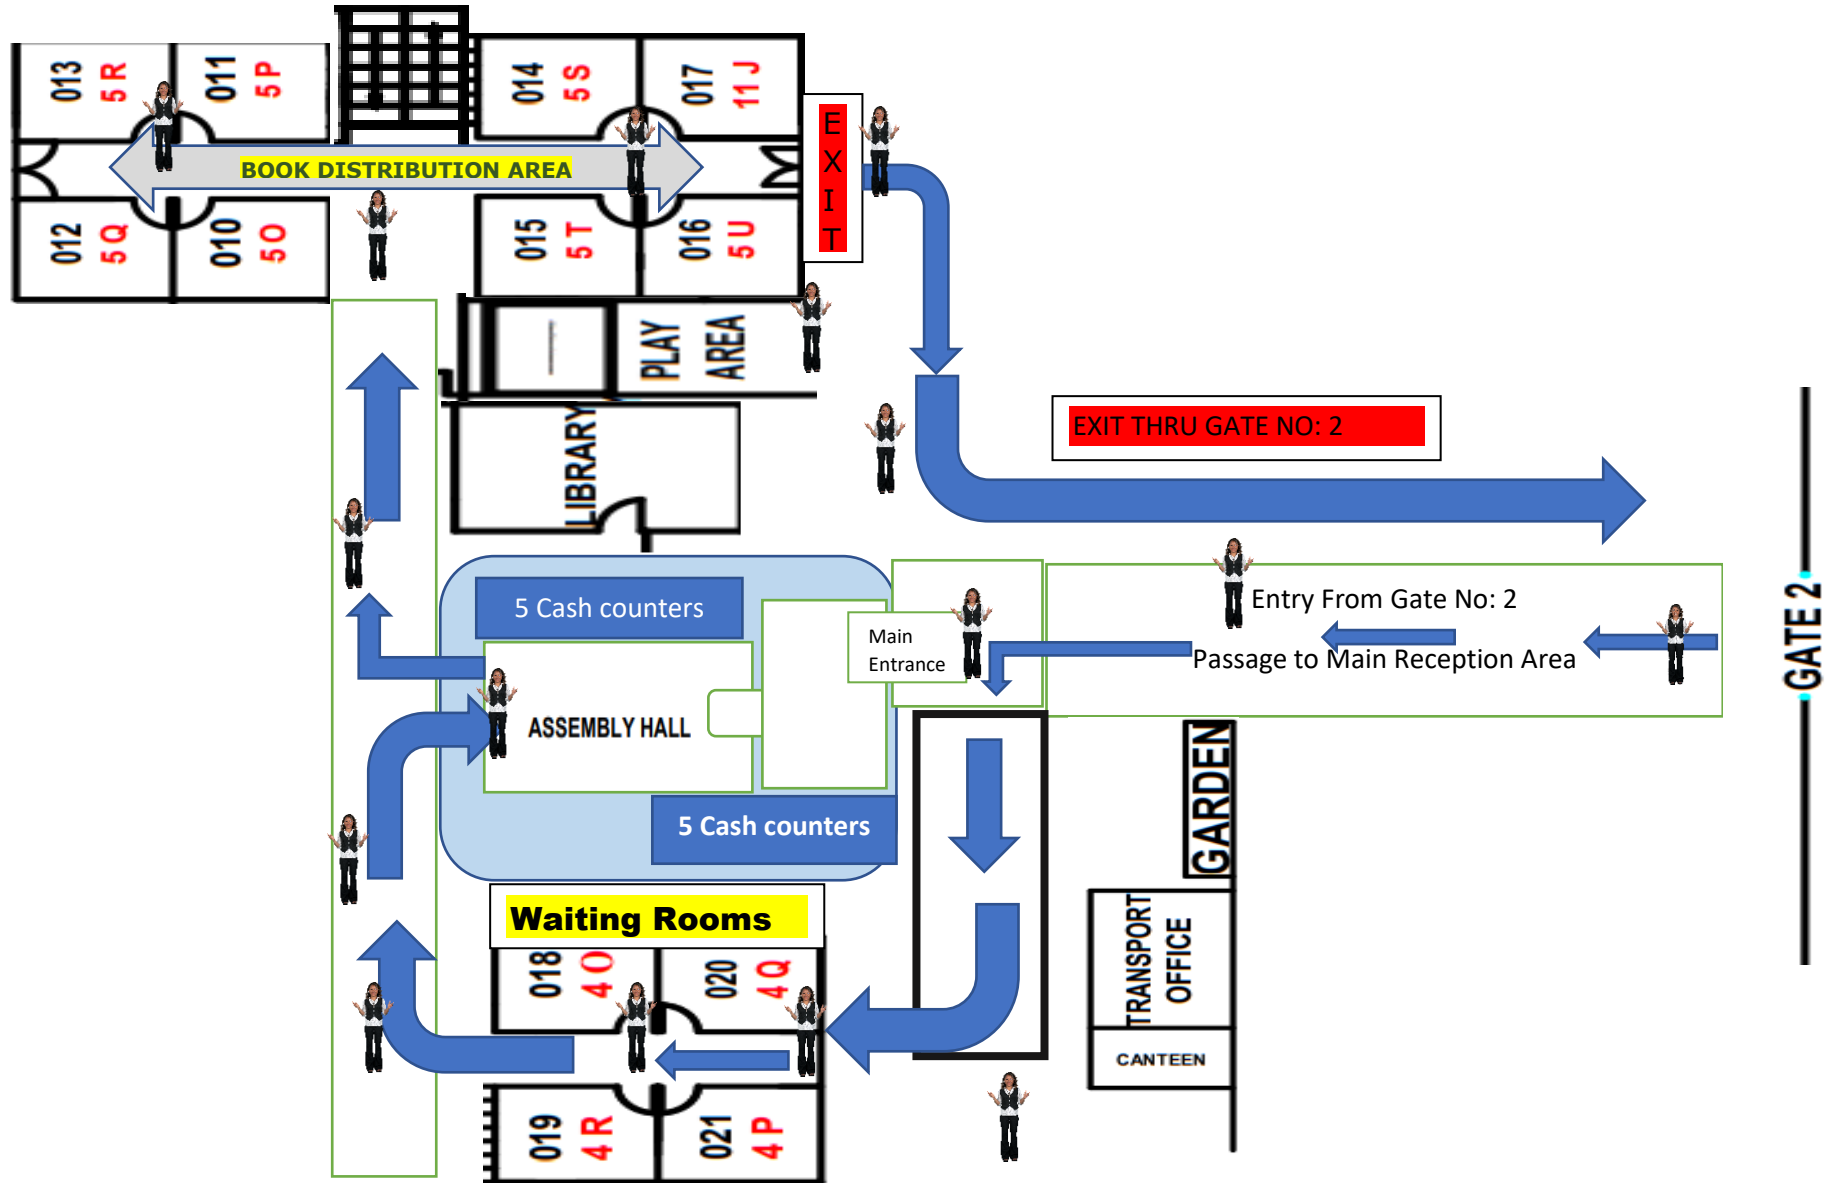 013
5 R
011
5 P
014
5 S
017
11 J
EXIT
BOOK DISTRIBUTION AREA
012
5 Q
010
5 O
015
5 T
016
5 U
PLAY
AREA
LIBRARY
EXIT THRU GATE NO: 2
5 Cash counters
Main
Entrance
Entry From Gate No: 2
Passage to Main Reception Area
GATE 2
ASSEMBLY HALL
5 Cash counters
GARDEN
Waiting Rooms
018
4 O
020
4 Q
TRANSPORT
OFFICE
CANTEEN
019
4 R
021
4 P